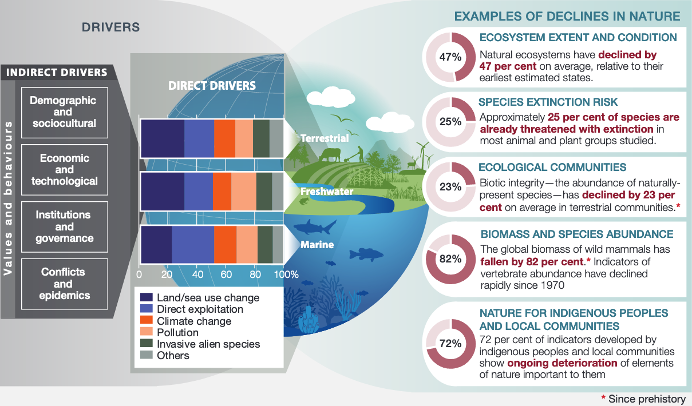 DRIVERS
EXAMPLES OF DECLINES IN NATURE
INDIRECT DRIVERS
Values and behaviours
Demographic
and
sociocultural
Economic
and
technological
Institutions
and
governance
Conflicts
and
epidemics
DIRECT DRIVERS
Terrestrial
Freshwater
Marine
0 20 40 60 80 100%
Land/sea use change
Direct exploitation
Climate change
Pollution
Invasive alien species
Others
47%
ECOSYSTEM EXTENT AND CONDITION
Natural ecosystems have declined by
47 per cent on average, relative to their
earliest estimated states.
25%
SPECIES EXTINCTION RISK
Approximately 25 per cent of species are
already threatened with extinction in
most animal and plant groups studied.
23%
ECOLOGICAL COMMUNITIES
Biotic integrity—the abundance of naturally-
present species—has declined by 23 per
cent on average in terrestrial communities.*
82%
BIOMASS AND SPECIES ABUNDANCE
The global biomass of wild mammals has
fallen by 82 per cent.* Indicators of
vertebrate abundance have declined
rapidly since 1970
72%
NATURE FOR INDIGENOUS PEOPLES
AND LOCAL COMMUNITIES
72 per cent of indicators developed by
indigenous peoples and local communities
show ongoing deterioration of elements
of nature important to them
* Since prehistory